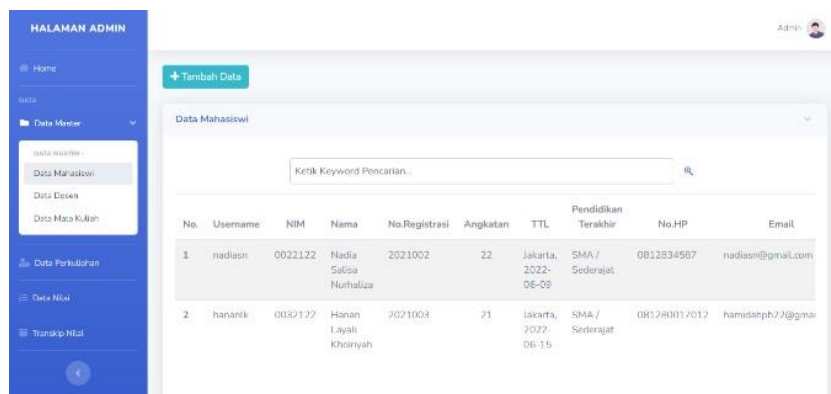 HALAMAN ADMIN
Admin
Home
+ Tambah Data
DATA
Data Master
Data Mahasiswi
DATA MASTER :
Data Mahasiswi
Data Dosen
Data Mata Kuliah
Ketik Keyword Pencarian...
No. Username NIM Nama No.Registrasi Angkatan TTL Pendidikan Terakhir No.HP Email
1 nadiasn 0022122 Nadia Salisa Nurhaliza 2021002 22 Jakarta, 2022-06-09 SMA / Sederajat 0812834587 nadiasn@gmail.com
2 hananlk 0032122 Hanan Layali Khoiriyah 2021003 21 Jakarta, 2022-06-15 SMA / Sederajat 081280017012 hamidahph22@gmai
Data Perkuliahan
Data Nilai
Transkip Nilai